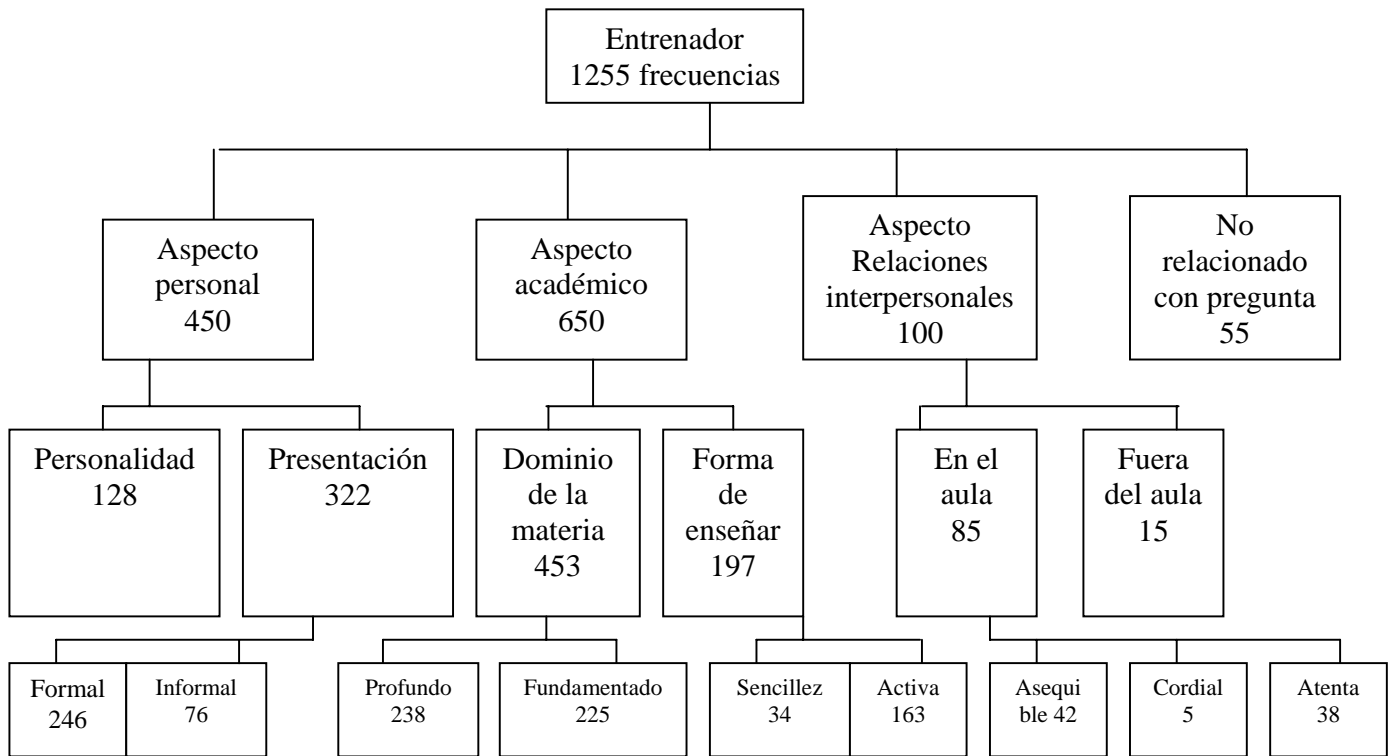 Entrenador
1255 frecuencias
Aspecto
personal
450
Aspecto
académico
650
Aspecto
Relaciones
interpersonales
100
No
relacionado
con pregunta
55
Personalidad
128
Presentación
322
Dominio
de la
materia
453
Forma
de
enseñar
197
En el
aula
85
Fuera
del aula
15
Formal
246
Informal
76
Profundo
238
Fundamentado
225
Sencillez
34
Activa
163
Asequi
ble 42
Cordial
5
Atenta
38